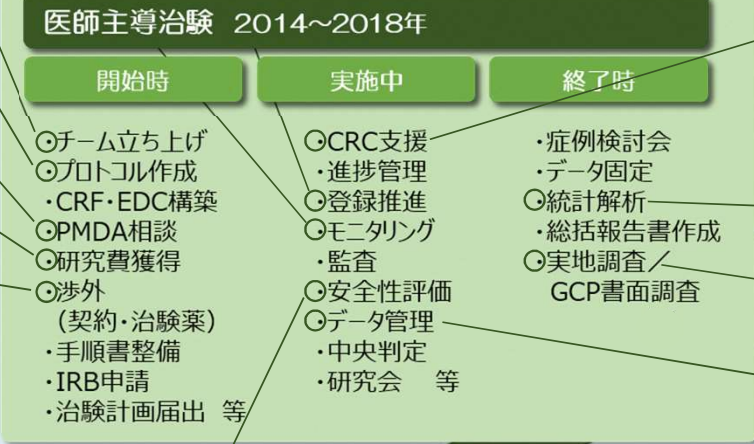 医師主導治験 2014～2018年
開始時
・チーム立ち上げ
・プロトコル作成
・CRF・EDC構築
・PMDA相談
・研究費獲得
・渉外
（契約・治験薬）
・手順書整備
・IRB申請
・治験計画届出 等
実施中
・CRC支援
・進捗管理
・登録推進
・モニタリング
・監査
・安全性評価
・データ管理
・中央判定
・研究会 等
終了時
・症例検討会
・データ固定
・統計解析
・総括報告書作成
・実地調査／
GCP書面調査